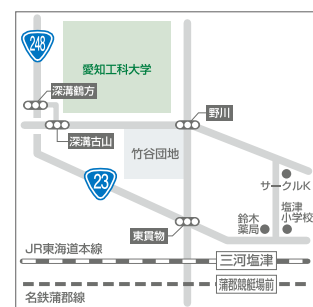 248
愛知工科大学
深溝鶴方
野川
深溝古山
竹谷団地
23
サークルK
鈴木
薬局
塩津
小学校
東貫物
JR東海道本線
三河塩津
蒲郡競艇場前
名鉄蒲郡線